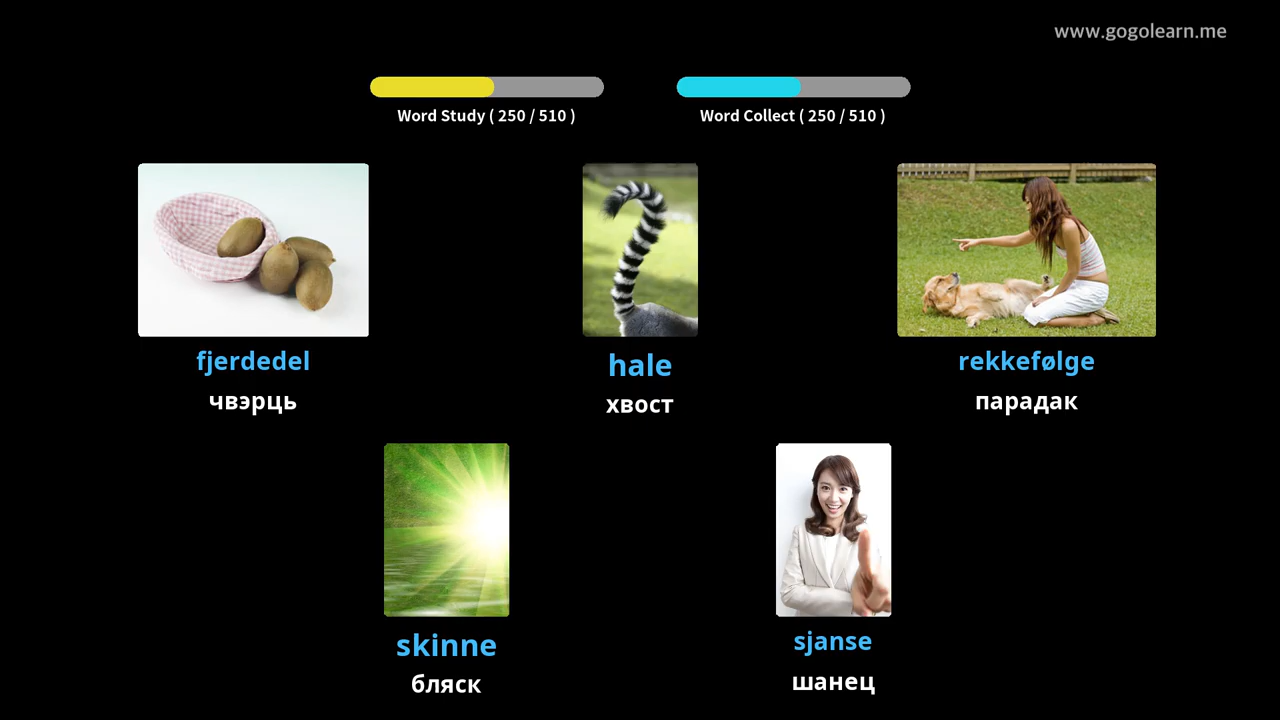 www.gogolearn.me
Word Study ( 250 / 510 )
Word Collect ( 250 / 510 )
fjerdedel
чвэрць
hale
хвост
rekkefølge
парадак
skinne
бляск
sjanse
шанец